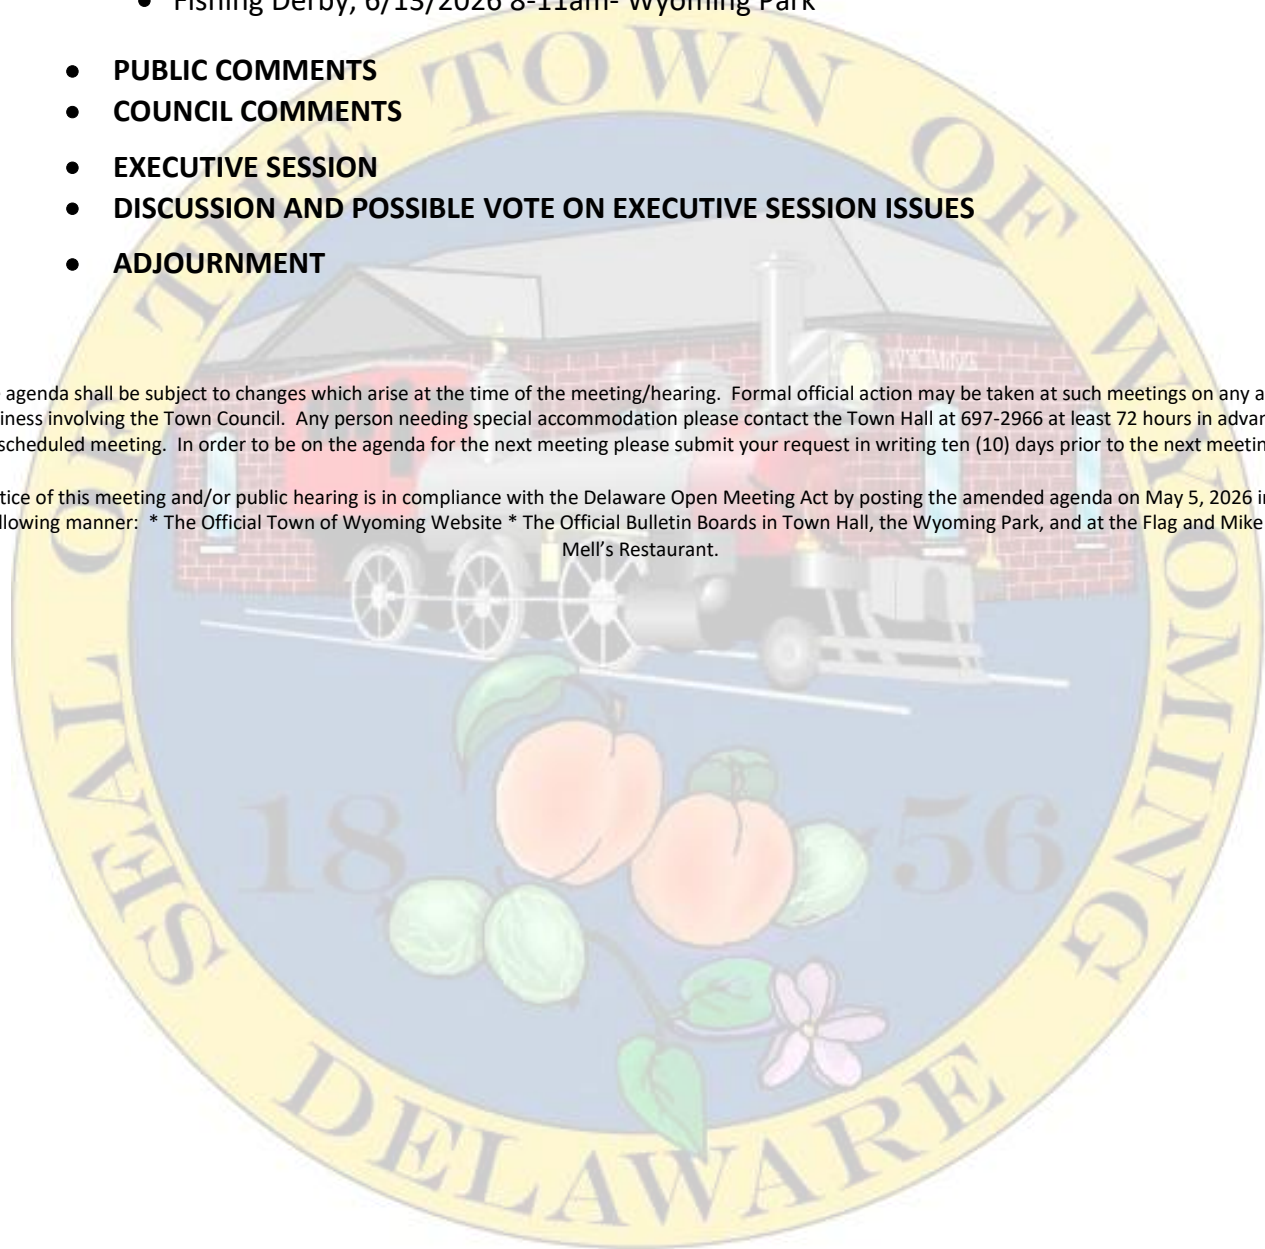 Fishing Derby, 6/13/2026 8-11am- Wyoming Park
PUBLIC COMMENTS
COUNCIL COMMENTS
EXECUTIVE SESSION
DISCUSSION AND POSSIBLE VOTE ON EXECUTIVE SESSION ISSUES
ADJOURNMENT
agenda shall be subject to changes which arise at the time of the meeting/hearing. Formal official action may be taken at such meetings on any a
iness involving the Town Council. Any person needing special accommodation please contact the Town Hall at 697-2966 at least 72 hours in advan
scheduled meeting. In order to be on the agenda for the next meeting please submit your request in writing ten (10) days prior to the next meetin
tice of this meeting and/or public hearing is in compliance with the Delaware Open Meeting Act by posting the amended agenda on May 5, 2026 i
llowing manner: * The Official Town of Wyoming Website * The Official Bulletin Boards in Town Hall, the Wyoming Park, and at the Flag and Mike
Mell's Restaurant.
SEAL OF THE TOWN OF WYOMING
DELAWARE
WYOMING
18 56